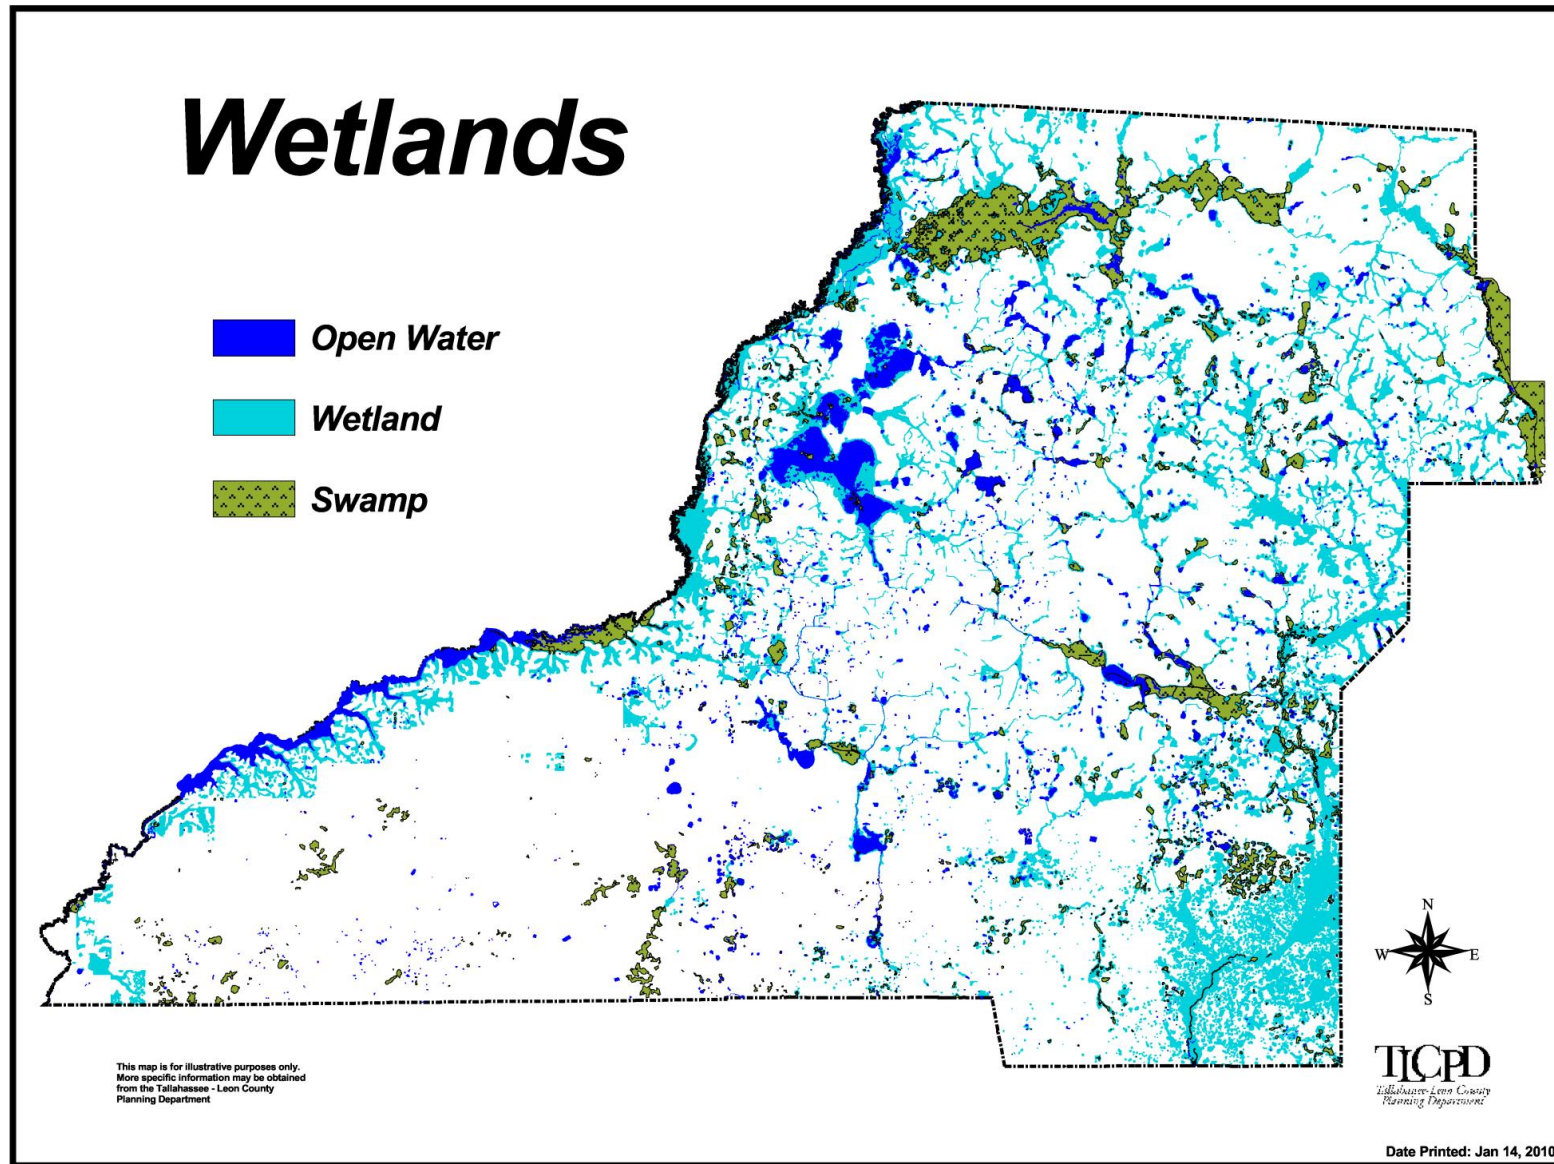 Wetlands
Open Water
Wetland
Swamp
N
W
E
S
This map is for illustrative purposes only.
More specific information may be obtained
from the Tallahassee - Leon County
Planning Department
TLCPD
Tallahassee-Leon County
Planning Department
Date Printed: Jan 14, 2010